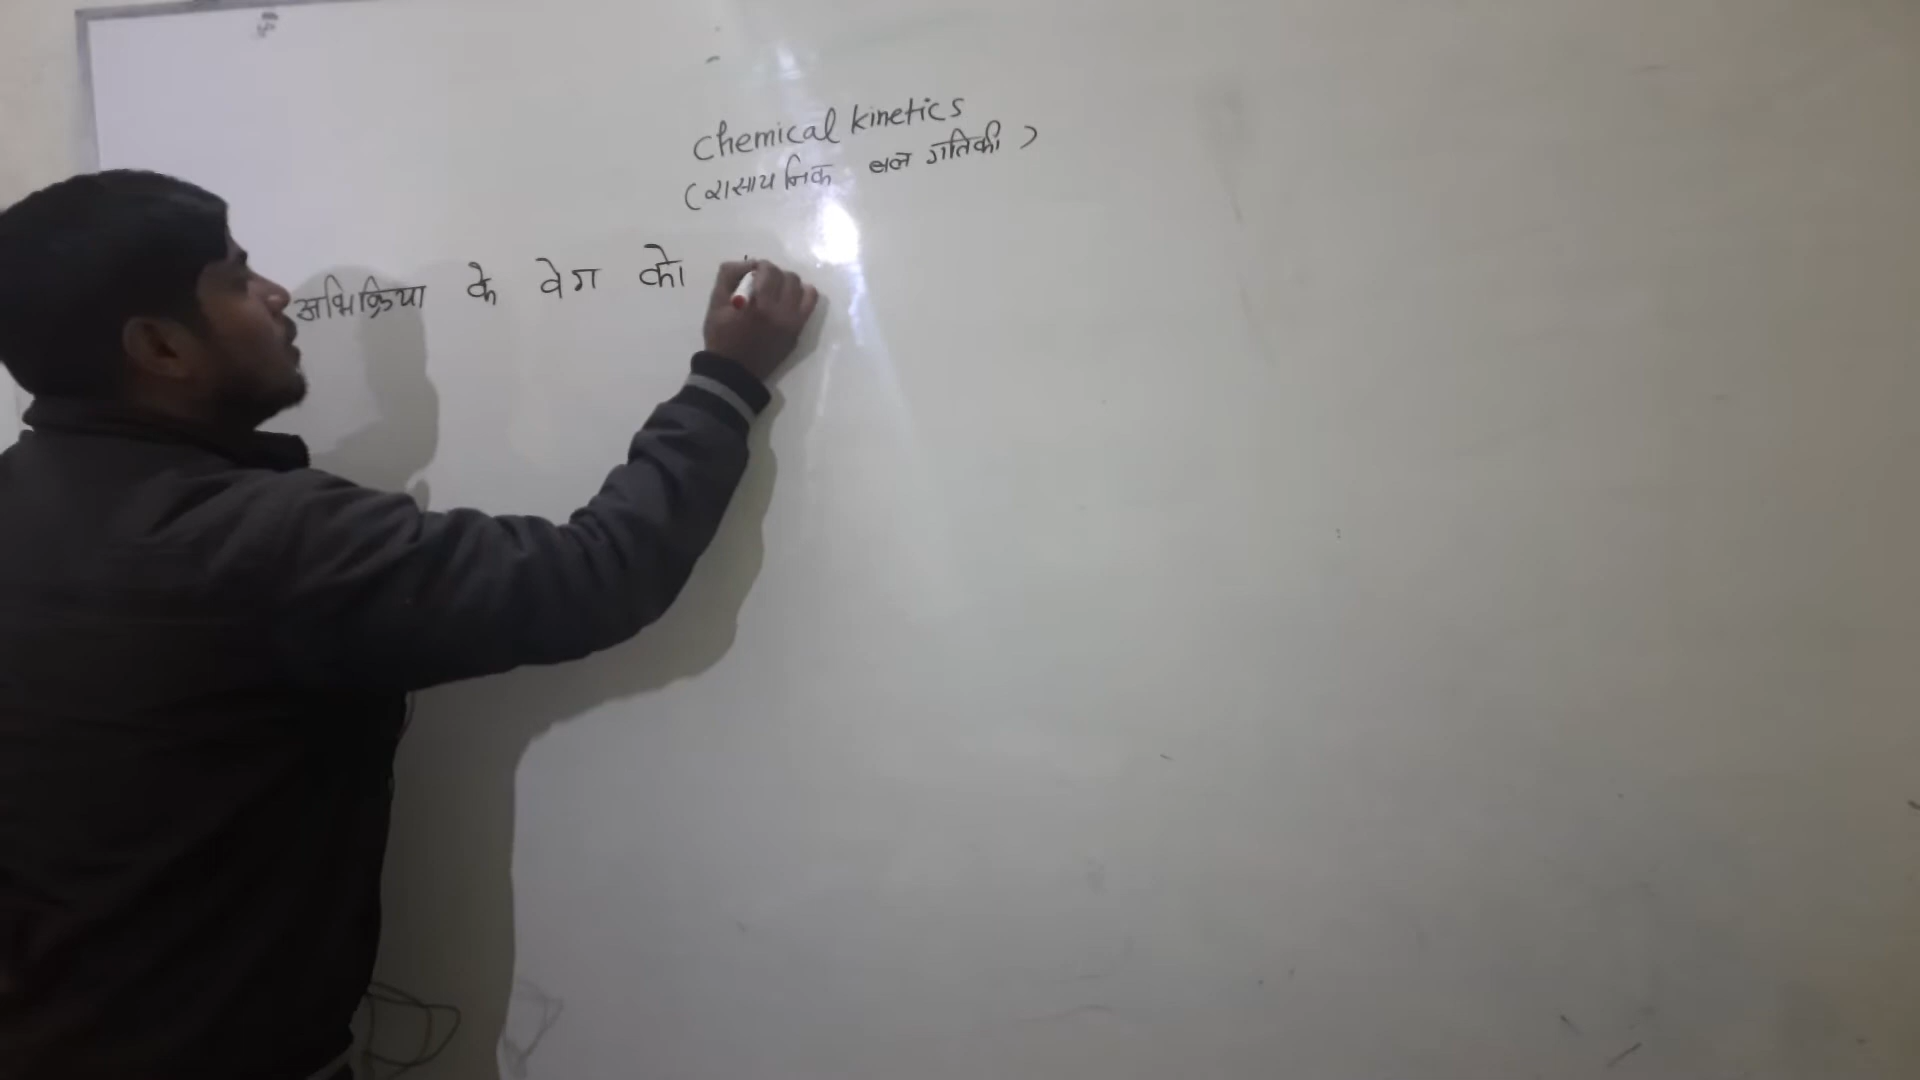 Chemical kinetics
(रासायनिक बल गतिकी)
अभिक्रिया के वेग को